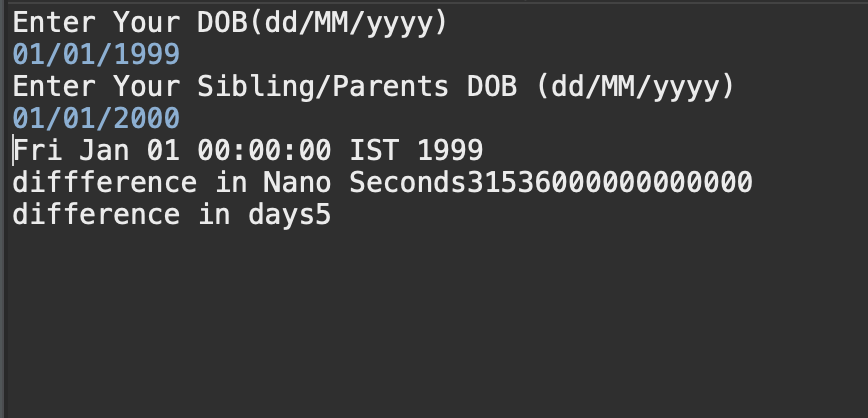 Enter Your DOB(dd/MM/yyyy)
01/01/1999
Enter Your Sibling/Parents DOB (dd/MM/yyyy)
01/01/2000
Fri Jan 01 00:00:00 IST 1999
diffference in Nano Seconds31536000000000000
difference in days5